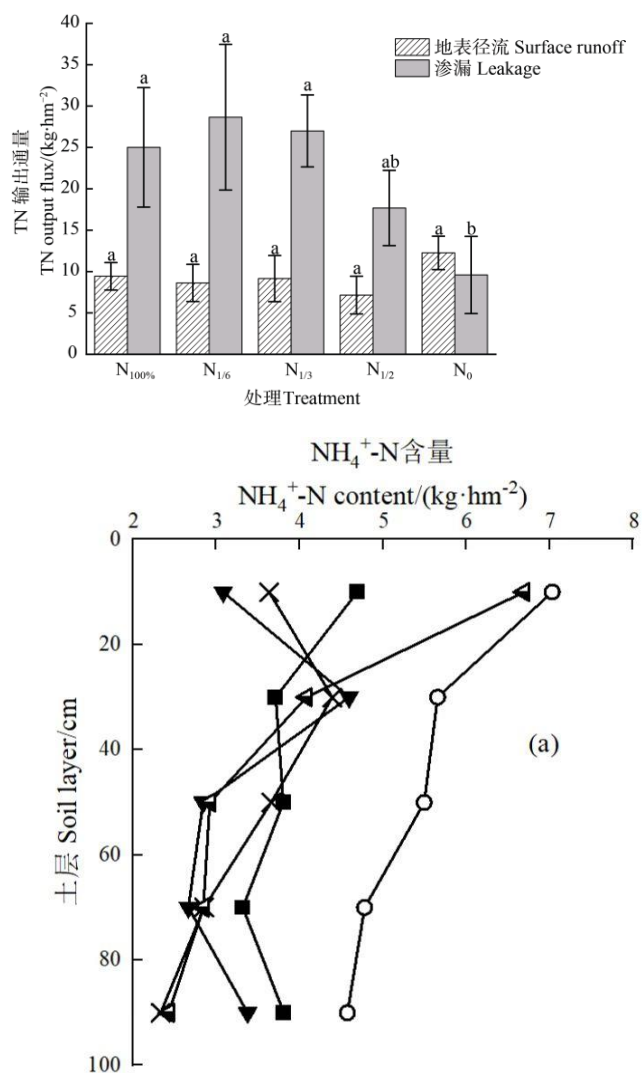 40
35
30
25
20
15
10
5
0
TN 输出通量
TN output flux/(kg·hm⁻²)
地表径流 Surface runoff
渗漏 Leakage
a
a
a
a
a
a
a
ab
a
b
N100%
N1/6
N1/3
N1/2
N0
处理Treatment
NH₄⁺-N含量
NH₄⁺-N content/(kg·hm⁻²)
2 3 4 5 6 7 8
0
20
40
60
80
100
土层 Soil layer/cm
(a)